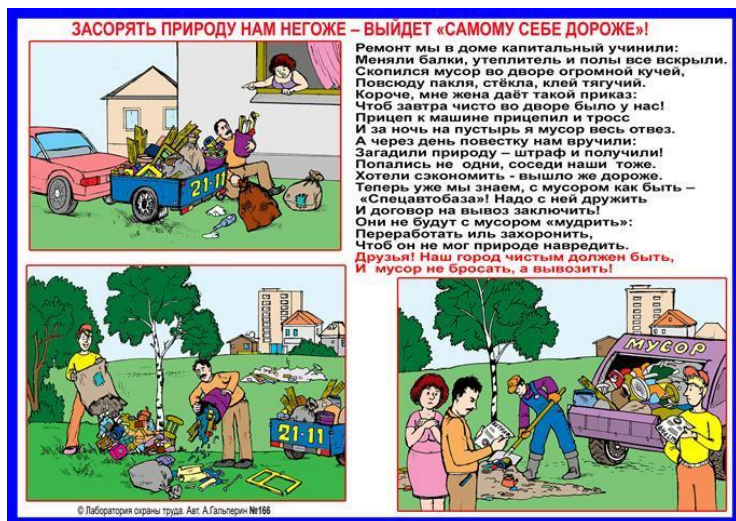 ЗАСОРЯТЬ ПРИРОДУ НАМ НЕГОЖЕ – ВЫЙДЕТ «САМОМУ СЕБЕ ДОРОЖЕ»!
Ремонт мы в доме капитальный учинили:
Меняли балки, утеплитель и полы все вскрыли.
Скопился мусор во дворе огромной кучей,
Повсюду пакля, стёкла, клей тягучий.
Короче, мне жена даёт такой приказ:
Чтоб завтра чисто во дворе было у нас!
Прицеп к машине прицепил и тросс
И за ночь на пустырь я мусор весь отвез.
А через день повестку нам вручили:
Загадили природу – штраф и получили!
Попались не одни, соседи наши тоже.
Хотели сэкономить - вышло же дороже.
Теперь уже мы знаем, с мусором как быть –
«Спецавтобаза»! Надо с ней дружить
И договор на вывоз заключить!
Они не будут с мусором «мудрить»:
Переработать иль захоронить,
Чтоб он не мог природе навредить.
Друзья! Наш город чистым должен быть,
И мусор не бросать, а вывозить!
21-11
21-11
МУСОР
© Лаборатория охраны труда. Авт. А.Гальперин №166